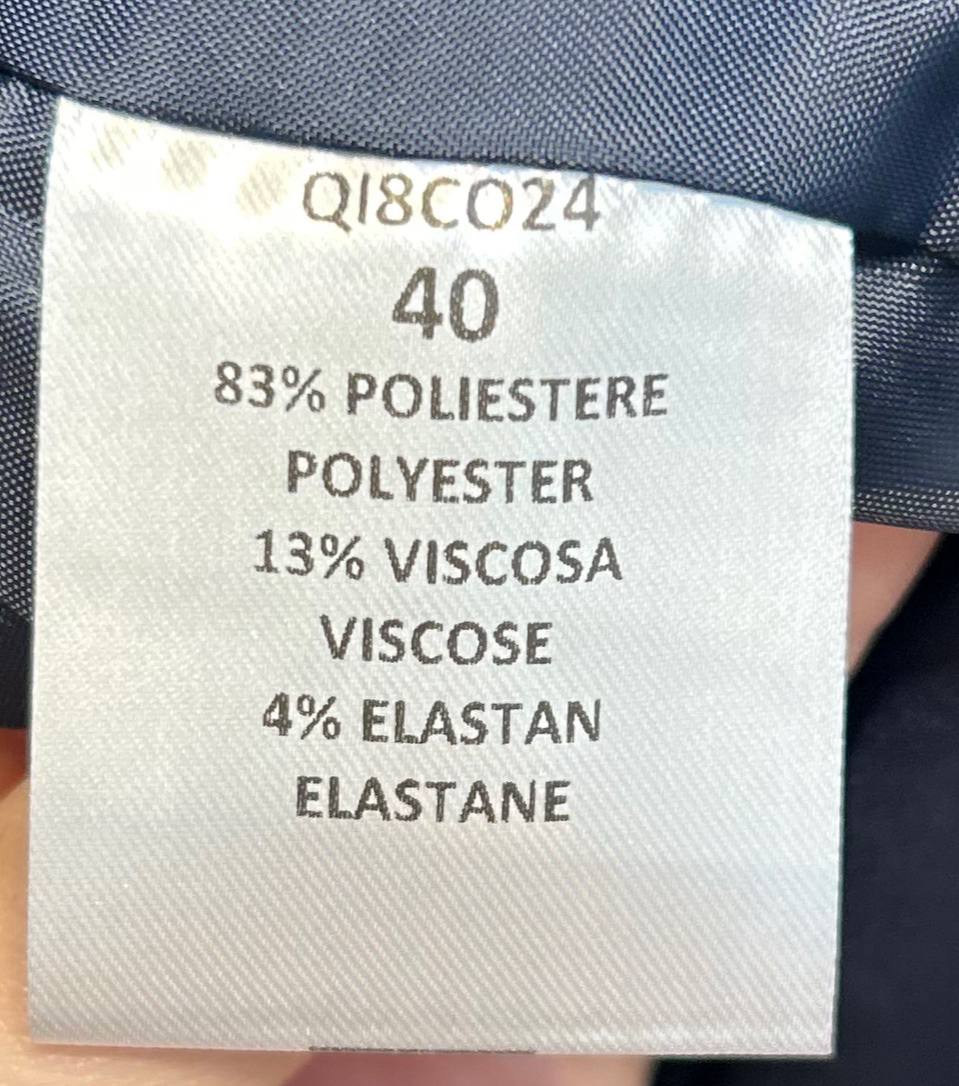 QI8CO24
40
83% POLIESTERE
POLYESTER
13% VISCOSA
VISCOSE
4% ELASTAN
ELASTANE